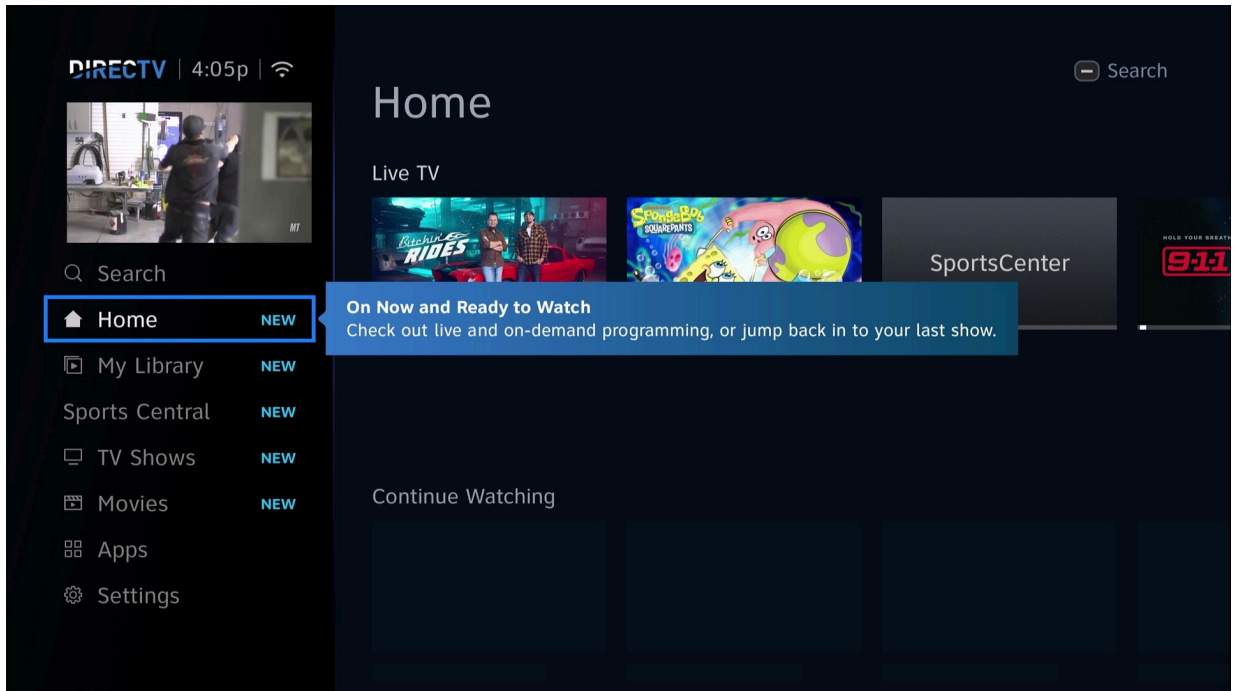 DIRECTV | 4:05p
Search
Home
MT
Live TV
Bitchin' RIDES
SPONGEBOB
SQUAREPANTS
SportsCenter
HOLD YOUR BREATH
9-1-1
Search
Home NEW
On Now and Ready to Watch
Check out live and on-demand programming, or jump back in to your last show.
My Library NEW
Sports Central NEW
TV Shows NEW
Movies NEW
Continue Watching
Apps
Settings